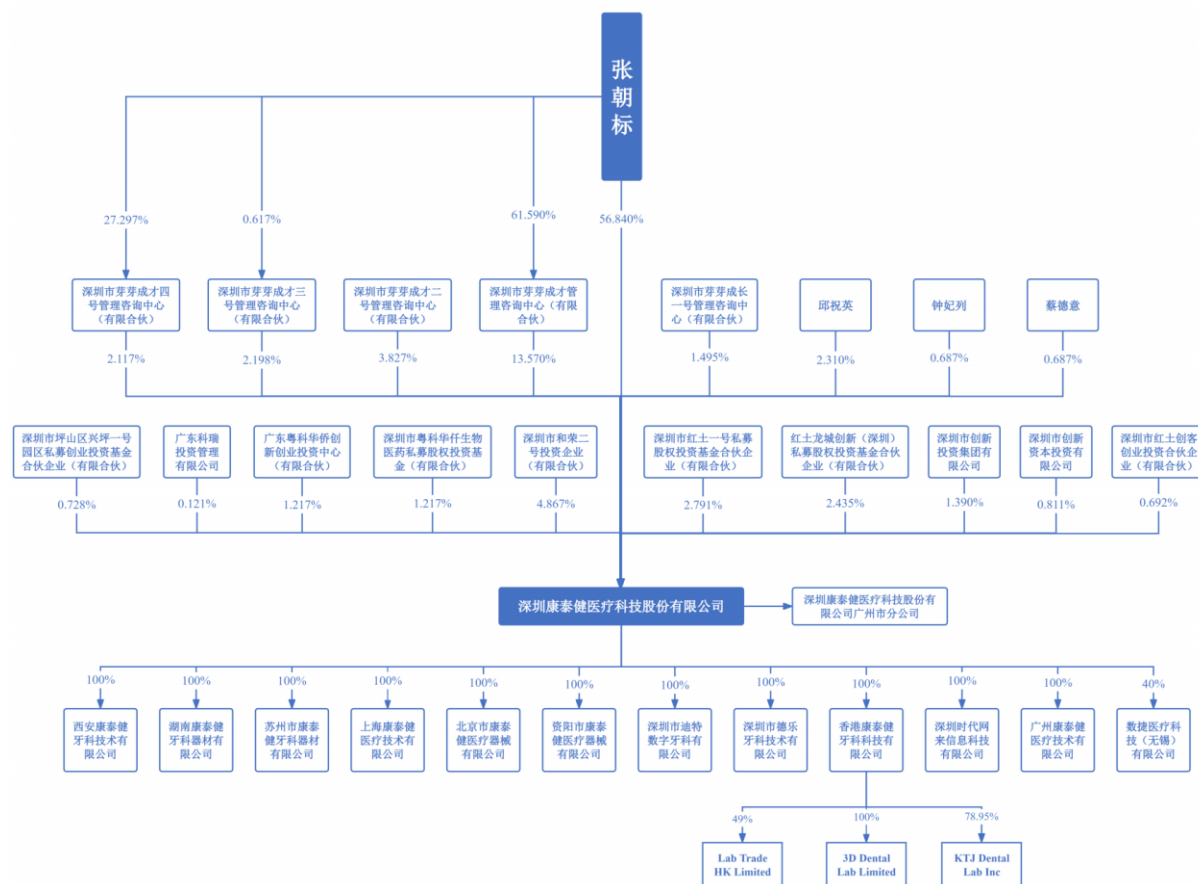 张
朝
标
27.297%
0.617%
61.590%
56.840%
深圳市芽芽成才四
号管理咨询中心
（有限合伙）
深圳市芽芽成才三
号管理咨询中心
（有限合伙）
深圳市芽芽成才二
号管理咨询中心
（有限合伙）
深圳市芽芽成才管
理咨询中心（有限
合伙）
深圳市芽芽成长
一号管理咨询中
心（有限合伙）
邱祝英
钟妃列
蔡德意
2.117%
2.198%
3.827%
13.570%
1.495%
2.310%
0.687%
0.687%
深圳市坪山区兴坪一号
园区私募创业投资基金
合伙企业（有限合伙）
广东科瑞
投资管理
有限公司
广东粤科华侨创
新创业投资中心
（有限合伙）
深圳市粤科华仟生物
医药私募股权投资基
金（有限合伙）
深圳市和荣二
号投资企业
（有限合伙）
深圳市红土一号私募
股权投资基金合伙企
业（有限合伙）
红土龙城创新（深圳）
私募股权投资基金合伙
企业（有限合伙）
深圳市创新
投资集团有
限公司
深圳市创新
资本投资有
限公司
深圳市红土创客
创业投资合伙企
业（有限合伙）
0.728%
0.121%
1.217%
1.217%
4.867%
2.791%
2.435%
1.390%
0.811%
0.692%
深圳康泰健医疗科技股份有限公司
深圳康泰健医疗科技股份有
限公司广州市分公司
100%
100%
100%
100%
100%
100%
100%
100%
100%
100%
100%
40%
西安康泰健
牙科技术有
限公司
湖南康泰健
牙科器材有
限公司
苏州市康泰
健牙科器材
有限公司
上海康泰健
医疗技术有
限公司
北京市康泰
健医疗器械
有限公司
资阳市康泰
健医疗器械
有限公司
深圳市迪特
数字牙科有
限公司
深圳市德乐
牙科技术有
限公司
香港康泰健
牙科科技有
限公司
深圳时代网
来信息科技
有限公司
广州康泰健
医疗技术有
限公司
数捷医疗科
技（无锡）有
限公司
49%
100%
78.95%
Lab Trade
HK Limited
3D Dental
Lab Limited
KTJ Dental
Lab Inc